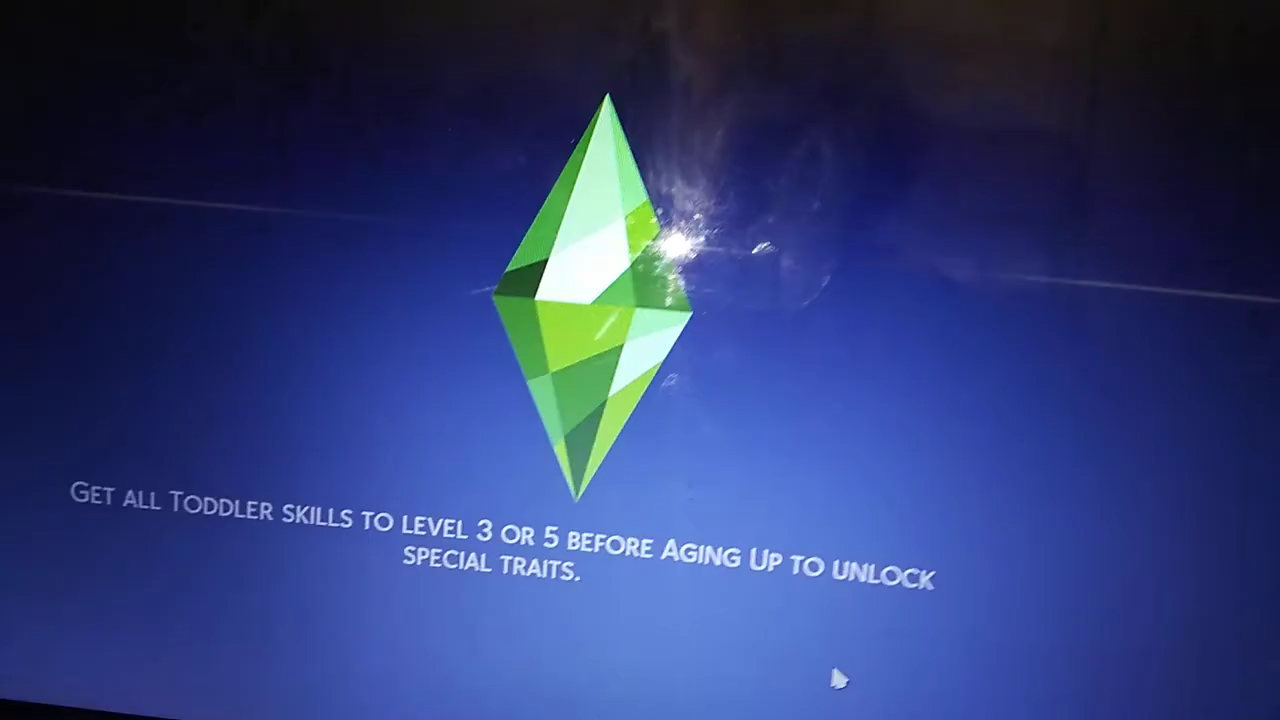 Get all Toddler skills to level 3 or 5 before Aging Up to unlock
special traits.